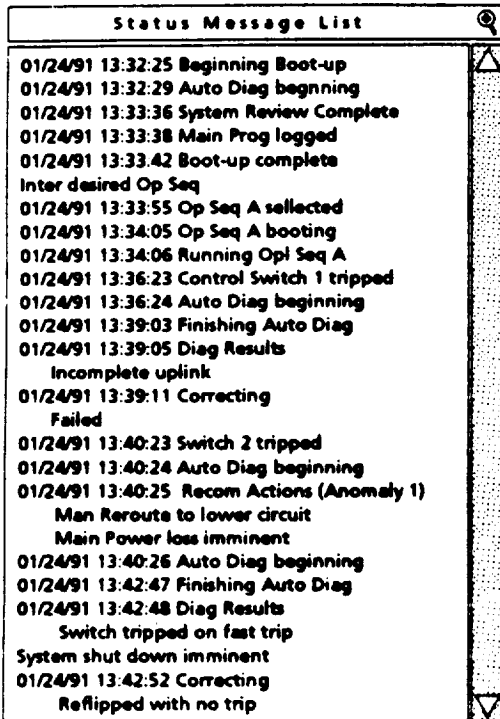 Status Message List
01/24/91 13:32:25 Beginning Boot-up
01/24/91 13:32:29 Auto Diag begnning
01/24/91 13:33:36 System Review Complete
01/24/91 13:33:38 Main Prog logged
01/24/91 13:33.42 Boot-up complete
Inter desired Op Seq
01/24/91 13:33:55 Op Seq A sellected
01/24/91 13:34:05 Op Seq A booting
01/24/91 13:34:06 Running Opl Seq A
01/24/91 13:36:23 Control Switch 1 tripped
01/24/91 13:36:24 Auto Diag beginning
01/24/91 13:39:03 Finishing Auto Diag
01/24/91 13:39:05 Diag Results
Incomplete uplink
01/24/91 13:39:11 Correcting
Failed
01/24/91 13:40:23 Switch 2 tripped
01/24/91 13:40:24 Auto Diag beginning
01/24/91 13:40:25 Recom Actions (Anomaly 1)
Man Reroute to lower circuit
Main Power loss imminent
01/24/91 13:40:26 Auto Diag beginning
01/24/91 13:42:47 Finishing Auto Diag
01/24/91 13:42:48 Diag Results
Switch tripped on fast trip
System shut down imminent
01/24/91 13:42:52 Correcting
Reflipped with no trip